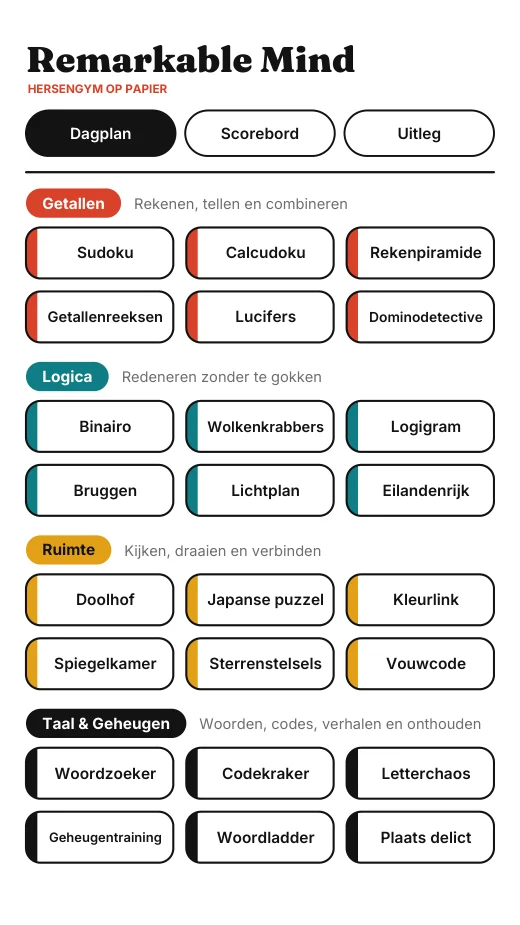 Remarkable Mind
HERSENGYM OP PAPIER
Dagplan Scorebord Uitleg
Getallen Rekenen, tellen en combineren
Sudoku Calcudoku Rekenpiramide
Getallenreeksen Lucifers Dominodetective
Logica Redeneren zonder te gokken
Binairo Wolkenkrabbers Logigram
Bruggen Lichtplan Eilandenrijk
Ruimte Kijken, draaien en verbinden
Doolhof Japanse puzzel Kleurlink
Spiegelkamer Sterrenstelsels Vouwcode
Taal & Geheugen Woorden, codes, verhalen en onthouden
Woordzoeker Codekraker Letterchaos
Geheugentraining Woordladder Plaats delict